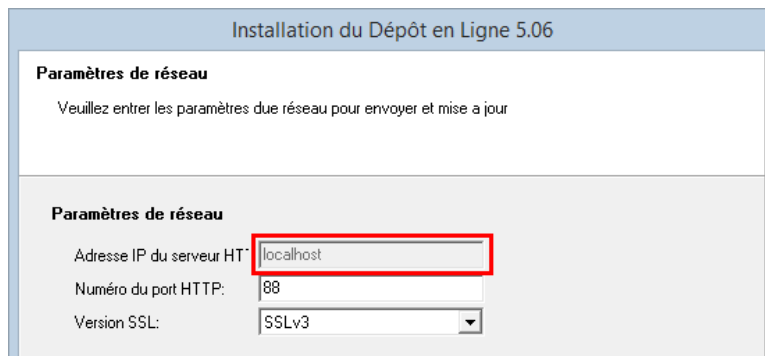 Installation du Dépôt en Ligne 5.06
Paramètres de réseau
Veuillez entrer les paramètres due réseau pour envoyer et mise a jour
Paramètres de réseau
Adresse IP du serveur HT localhost
Numéro du port HTTP: 88
Version SSL: SSLv3